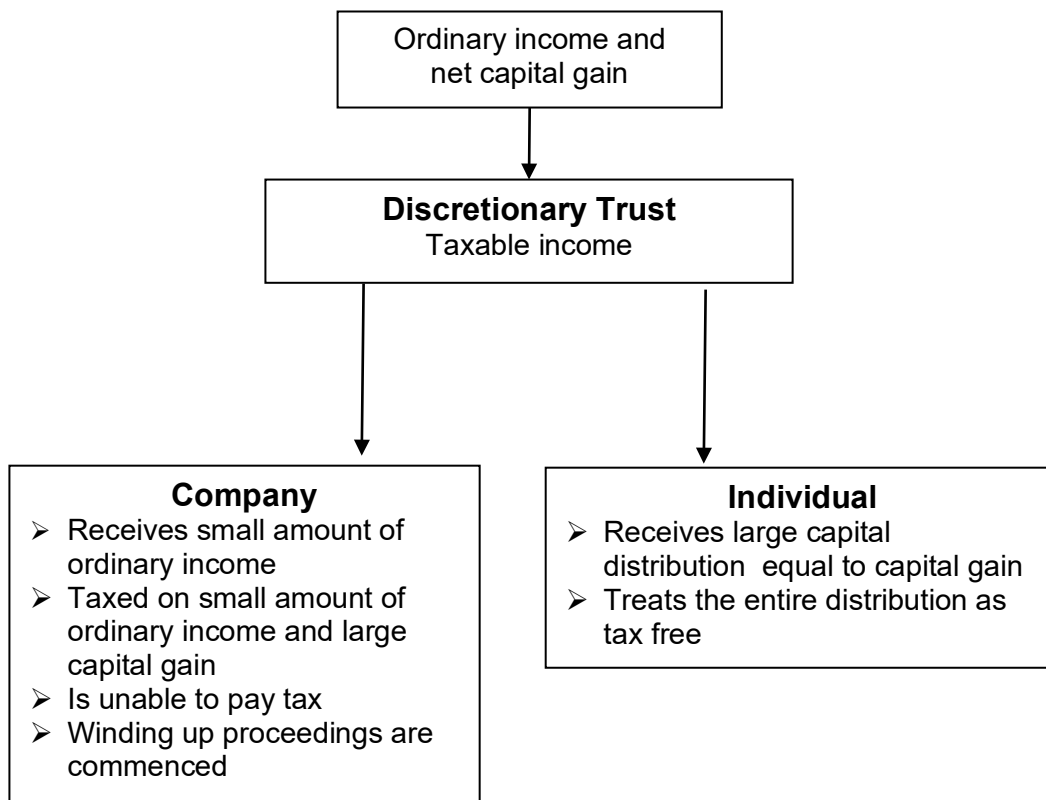 Ordinary income and
net capital gain
Discretionary Trust
Taxable income
Company
➢ Receives small amount of
ordinary income
➢ Taxed on small amount of
ordinary income and large
capital gain
➢ Is unable to pay tax
➢ Winding up proceedings are
commenced
Individual
➢ Receives large capital
distribution equal to capital gain
➢ Treats the entire distribution as
tax free